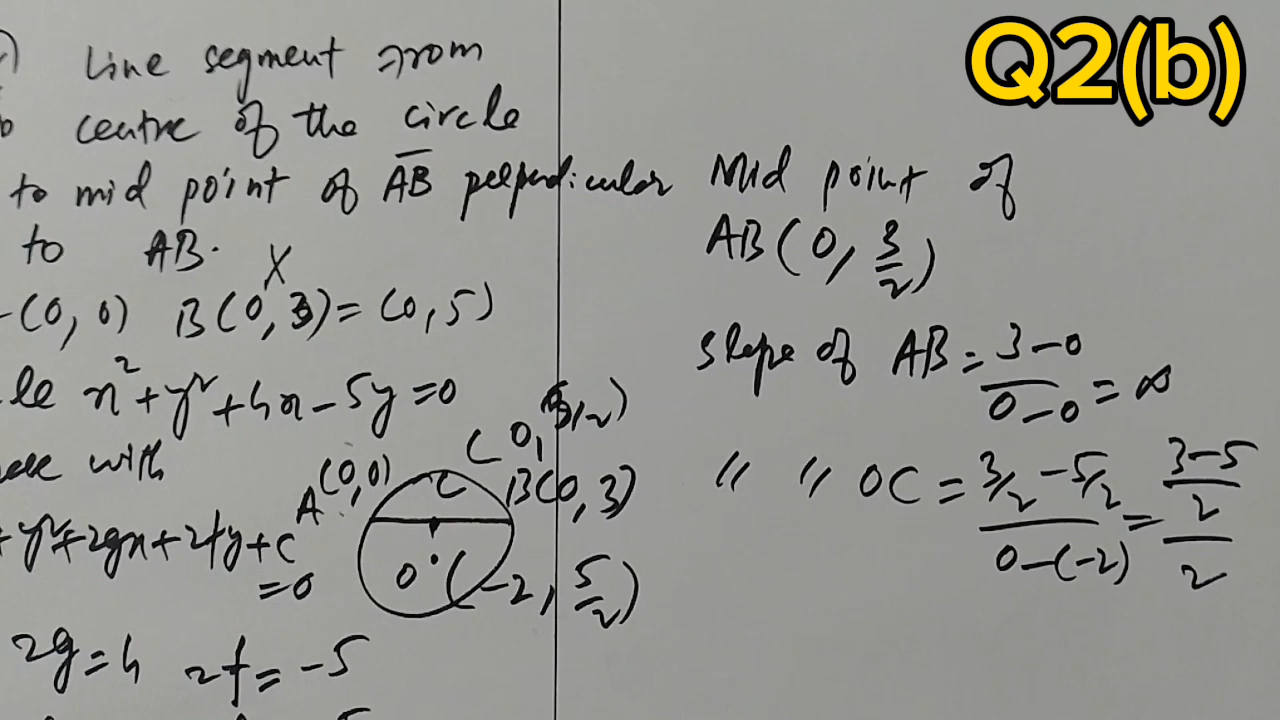 Q2(b)
Line segment from
centre of the circle
to mid point of AB perpendicular
to AB. X
(0, 0) B(0, 3) = (0, 5)
le x² + y² + 4x - 5y = 0
with
+ y² + 2gx + 2fy + c
= 0
A(0, 0)
C(0, 3/2)
C
B(0, 3)
O (-2, 5/2)
2g = 4 2f = -5
Mid point of
AB(0, 3/2)
Slope of AB = 3-0 / 0-0 = ∞
〃 〃 OC = 3/2 - 5/2 / 0-(-2) = 3-5 / 2 / 2